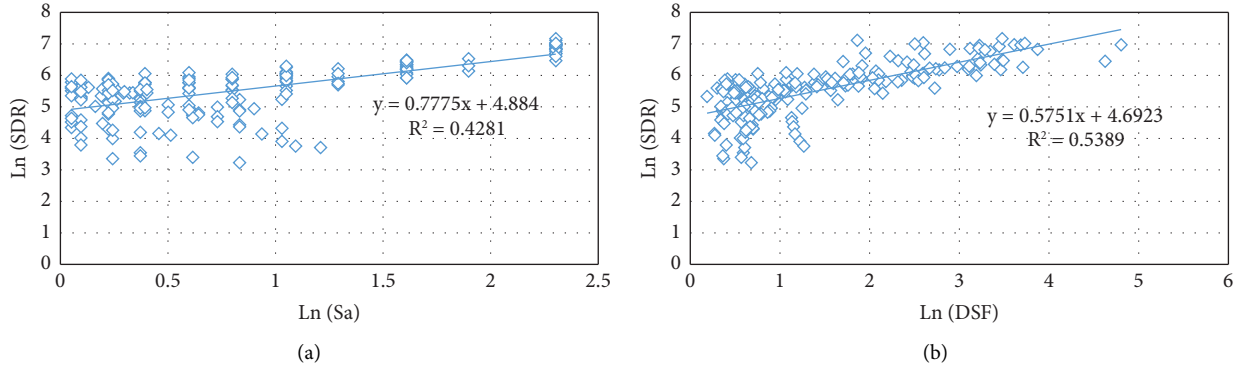 Ln (SDR)
8
7
6
5
4
3
2
1
0
y = 0.7775x + 4.884
R² = 0.4281
0 0.5 1 1.5 2 2.5
Ln (Sa)
(a)
Ln (SDR)
8
7
6
5
4
3
2
1
0
y = 0.5751x + 4.6923
R² = 0.5389
0 1 2 3 4 5 6
Ln (DSF)
(b)